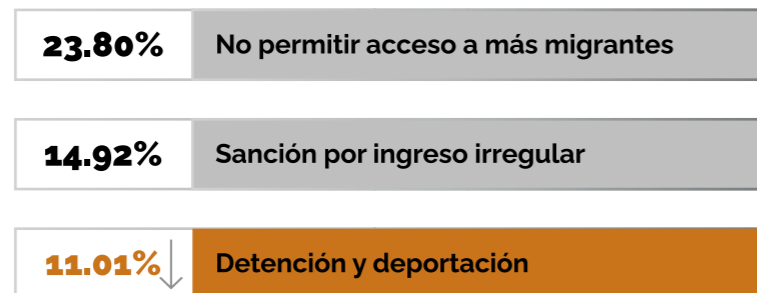 23.80% No permitir acceso a más migrantes
14.92% Sanción por ingreso irregular
11.01% Detención y deportación